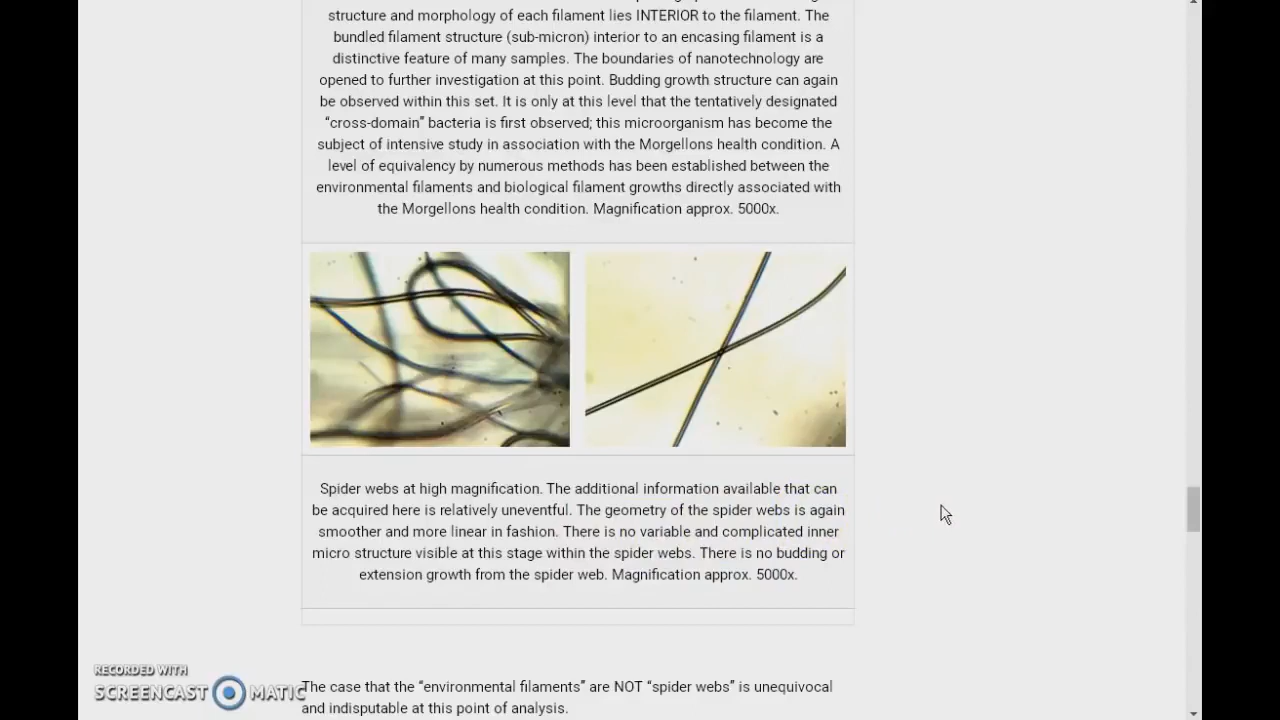 structure and morphology of each filament lies INTERIOR to the filament. The
bundled filament structure (sub-micron) interior to an encasing filament is a
distinctive feature of many samples. The boundaries of nanotechnology are
opened to further investigation at this point. Budding growth structure can again
be observed within this set. It is only at this level that the tentatively designated
“cross-domain” bacteria is first observed; this microorganism has become the
subject of intensive study in association with the Morgellons health condition. A
level of equivalency by numerous methods has been established between the
environmental filaments and biological filament growths directly associated with
the Morgellons health condition. Magnification approx. 5000x.
Spider webs at high magnification. The additional information available that can
be acquired here is relatively uneventful. The geometry of the spider webs is again
smoother and more linear in fashion. There is no variable and complicated inner
micro structure visible at this stage within the spider webs. There is no budding or
extension growth from the spider web. Magnification approx. 5000x.
RECORDED WITH
SCREENCAST MATIC
The case that the “environmental filaments” are NOT “spider webs” is unequivocal
and indisputable at this point of analysis.